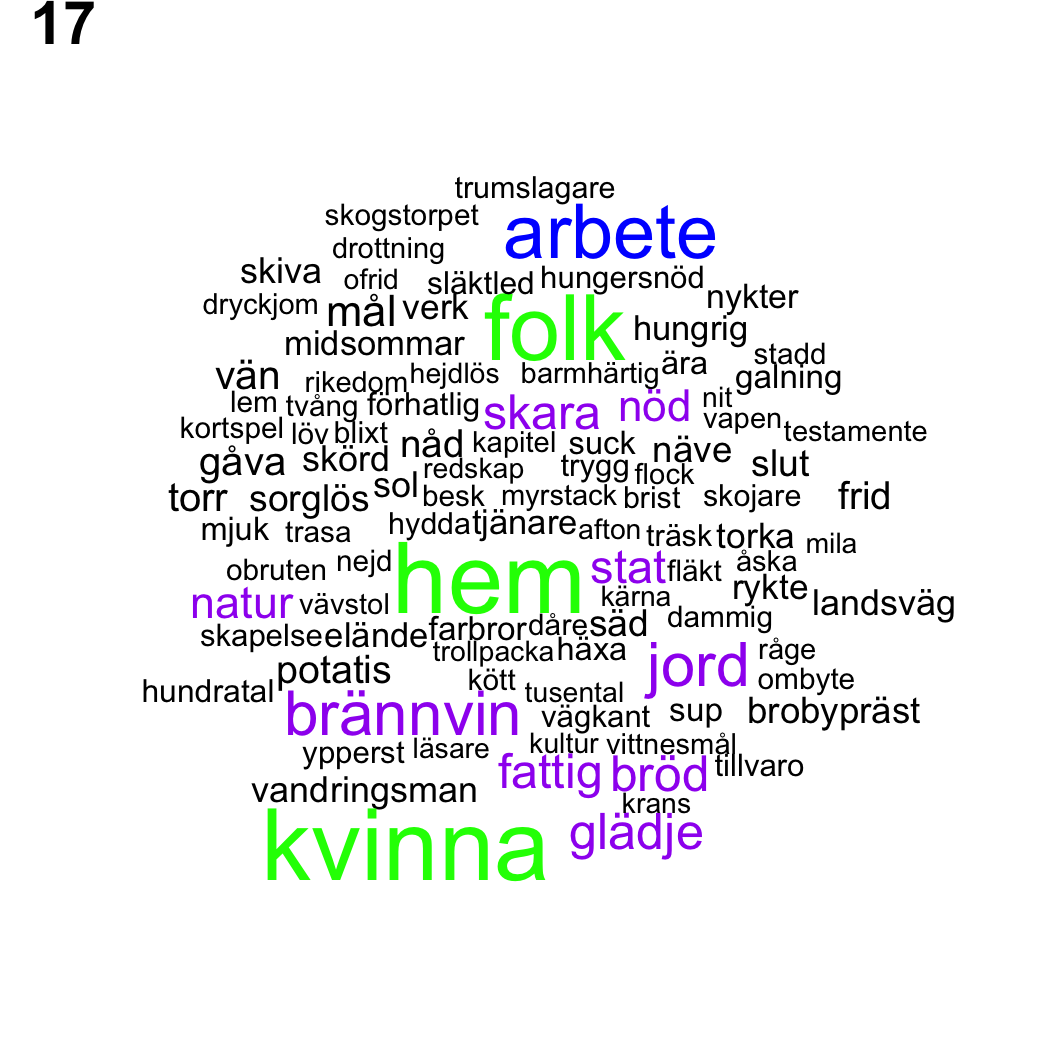 17
trumslagare
skogstorpet arbete
drottning
skiva ofrid släktled hungersnöd
dryckjom mål verk folk nykter
midsommar hungrig
vän rikedom hejdlös barmhärtig ära stadd
galning
lem tvång förhatlig skara nöd nit vapen
kortspel löv blixt nåd kapitel suck näve testamente
gåva skörd redskap trygg flock slut
torr sorglös sol besk myrstack brist skojare frid
mjuk trasa hydda tjänare afton träsk torka mila
obruten nejd hem stat fläkt åska
natur vävstol kärna rykte landsväg
skapelse elände farbror dåre säd dammig
trollpacka häxa jord råge
potatis kött ombyte
hundratal brännvin tusental vägkant sup brobypräst
ypperst läsare kultur vittnesmål
fattig bröd tillvaro
vandringsman krans
kvinna glädje